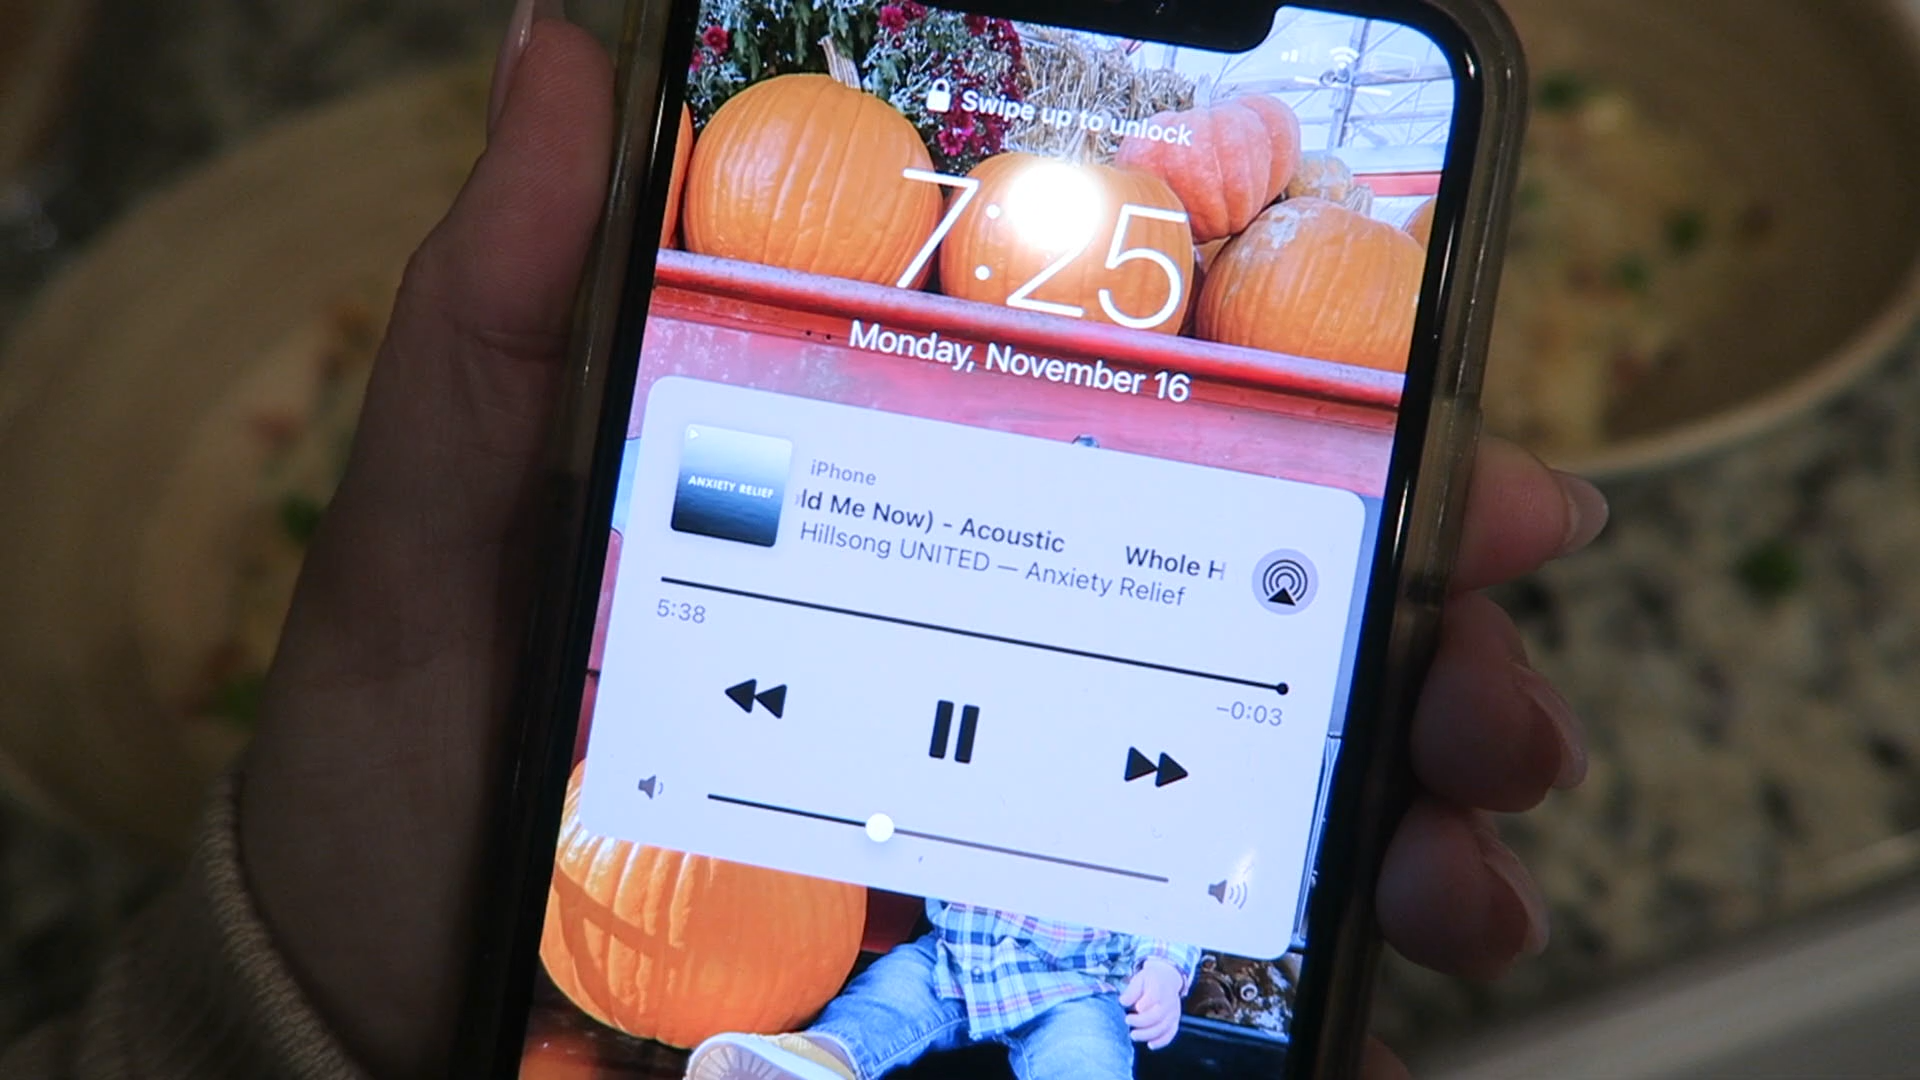 Swipe up to unlock
7:25
Monday, November 16
ANXIETY RELIEF
iPhone
ld Me Now) - Acoustic Whole H
Hillsong UNITED — Anxiety Relief
5:38
-0:03